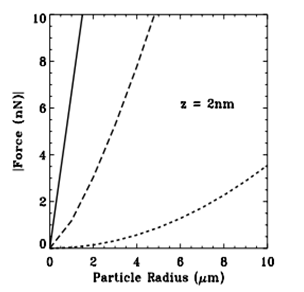 10
8
6
4
2
0
|Force (nN)|
z = 2nm
0 2 4 6 8 10
Particle Radius (μm)